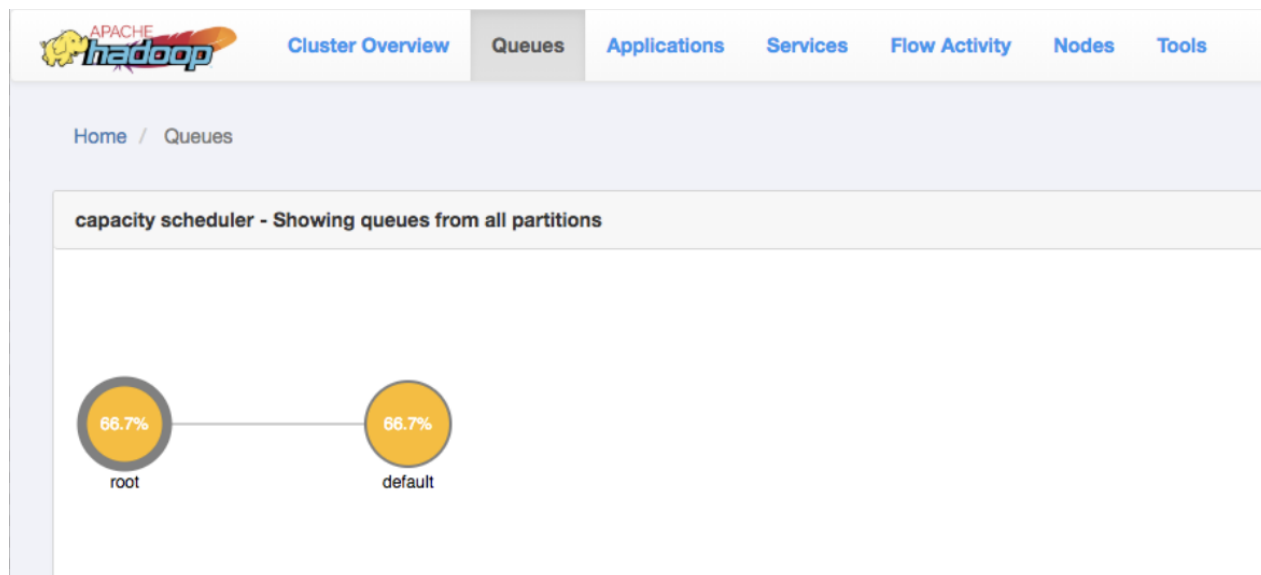 APACHE
hadoop
Cluster Overview Queues Applications Services Flow Activity Nodes Tools
Home / Queues
capacity scheduler - Showing queues from all partitions
66.7% 66.7%
root default